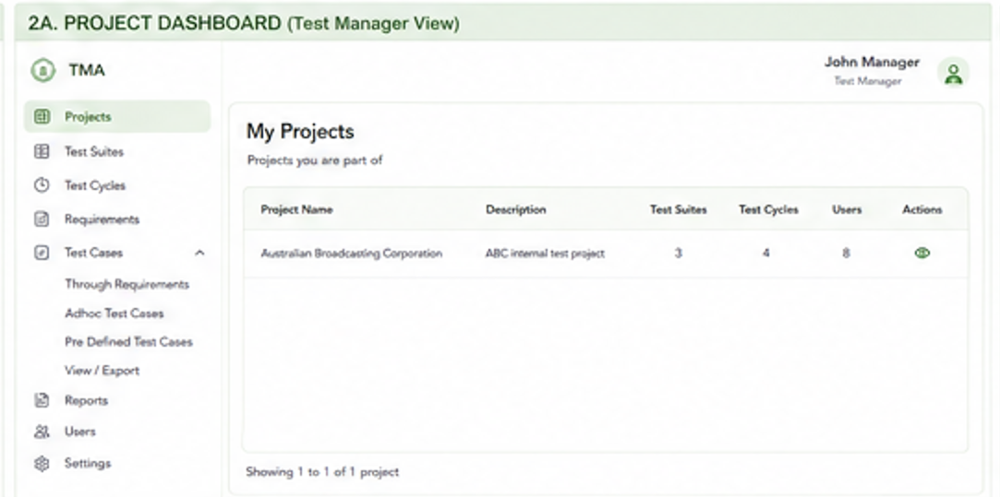 2A. PROJECT DASHBOARD (Test Manager View)
TMA
John Manager
Test Manager
Projects
Test Suites
Test Cycles
Requirements
Test Cases
Through Requirements
Adhoc Test Cases
Pre Defined Test Cases
View / Export
Reports
Users
Settings
My Projects
Projects you are part of
Project Name Description Test Suites Test Cycles Users Actions
Australian Broadcasting Corporation ABC internal test project 3 4 8
Showing 1 to 1 of 1 project